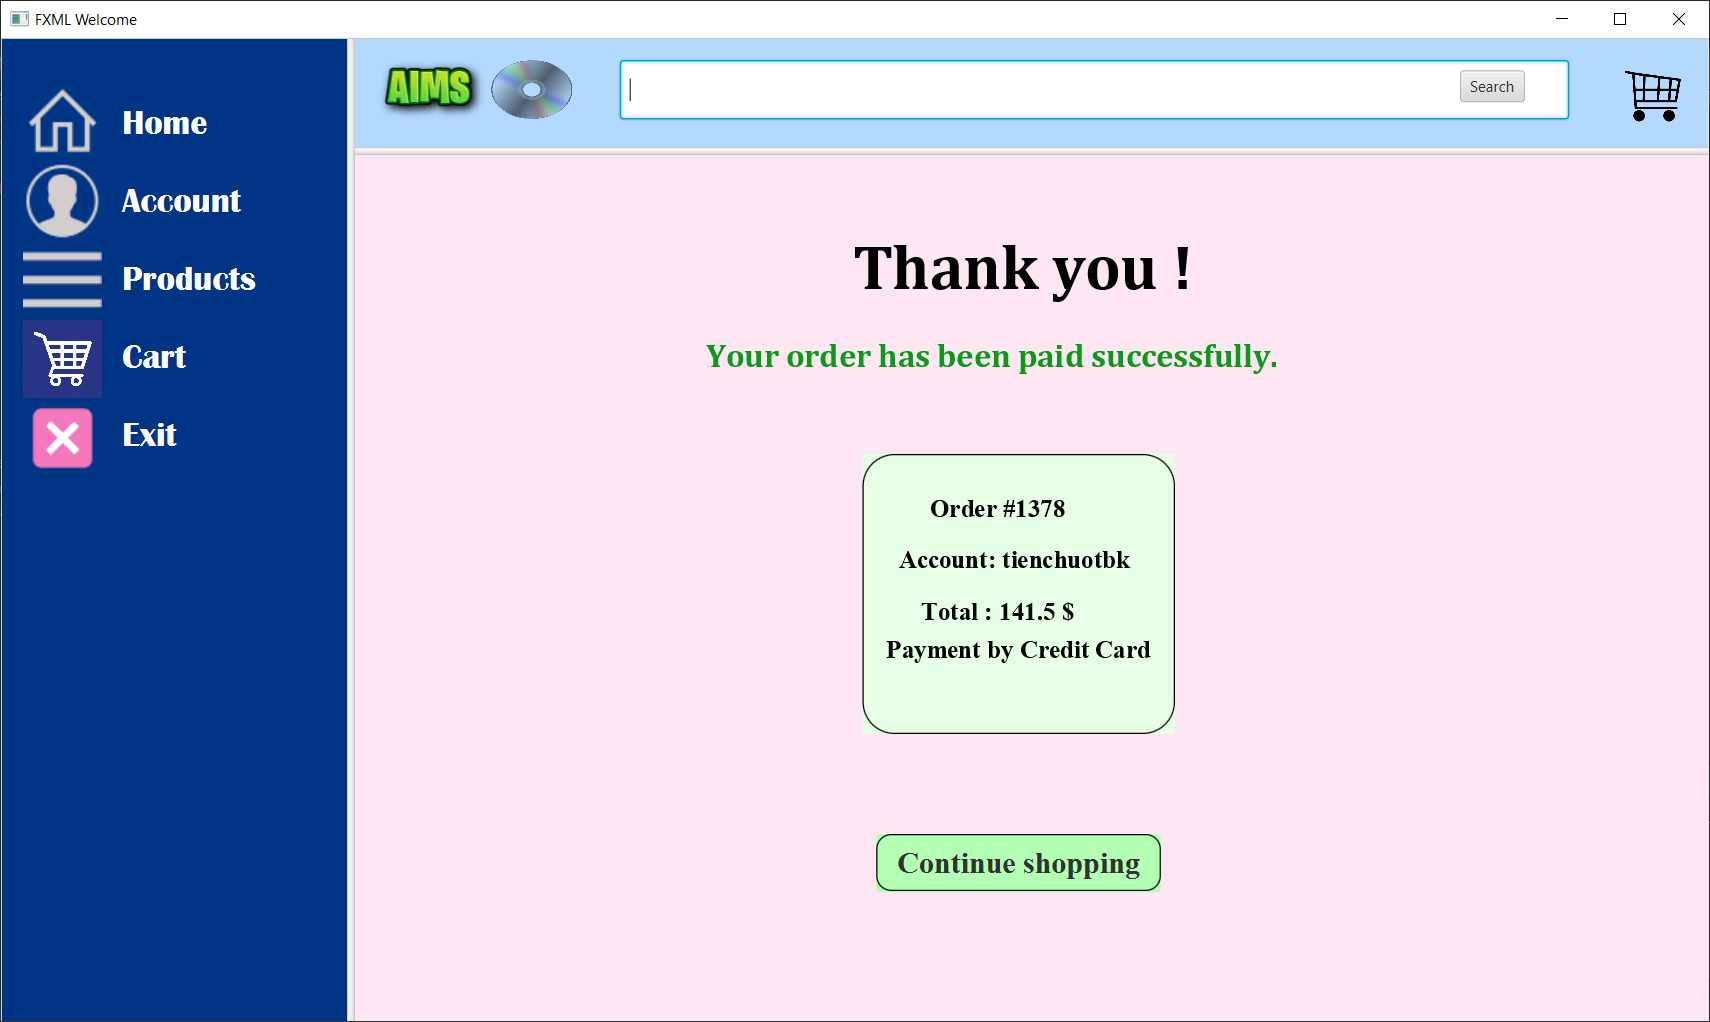 FXML Welcome
Home
Account
Products
Cart
Exit
AIMS
Search
Thank you !
Your order has been paid successfully.
Order #1378
Account: tienchuotbk
Total : 141.5 $
Payment by Credit Card
Continue shopping